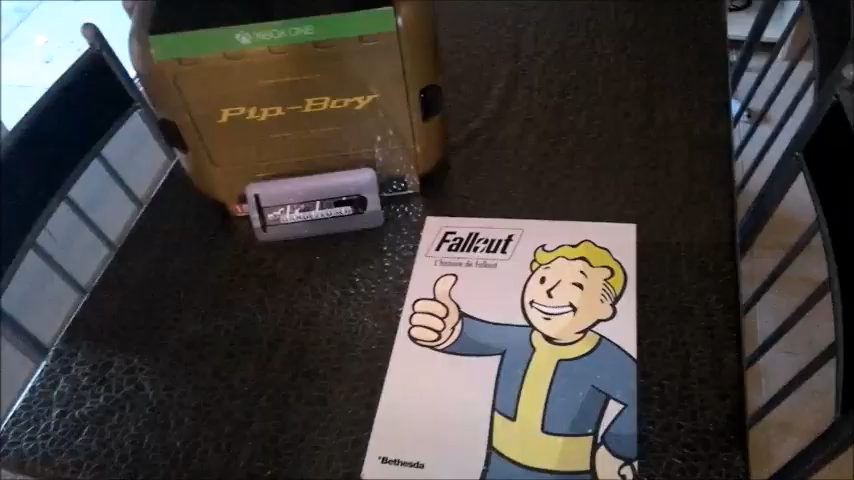 XBOX ONE
Pip-Boy
Fallout
L'histoire de Fallout
*Bethesda